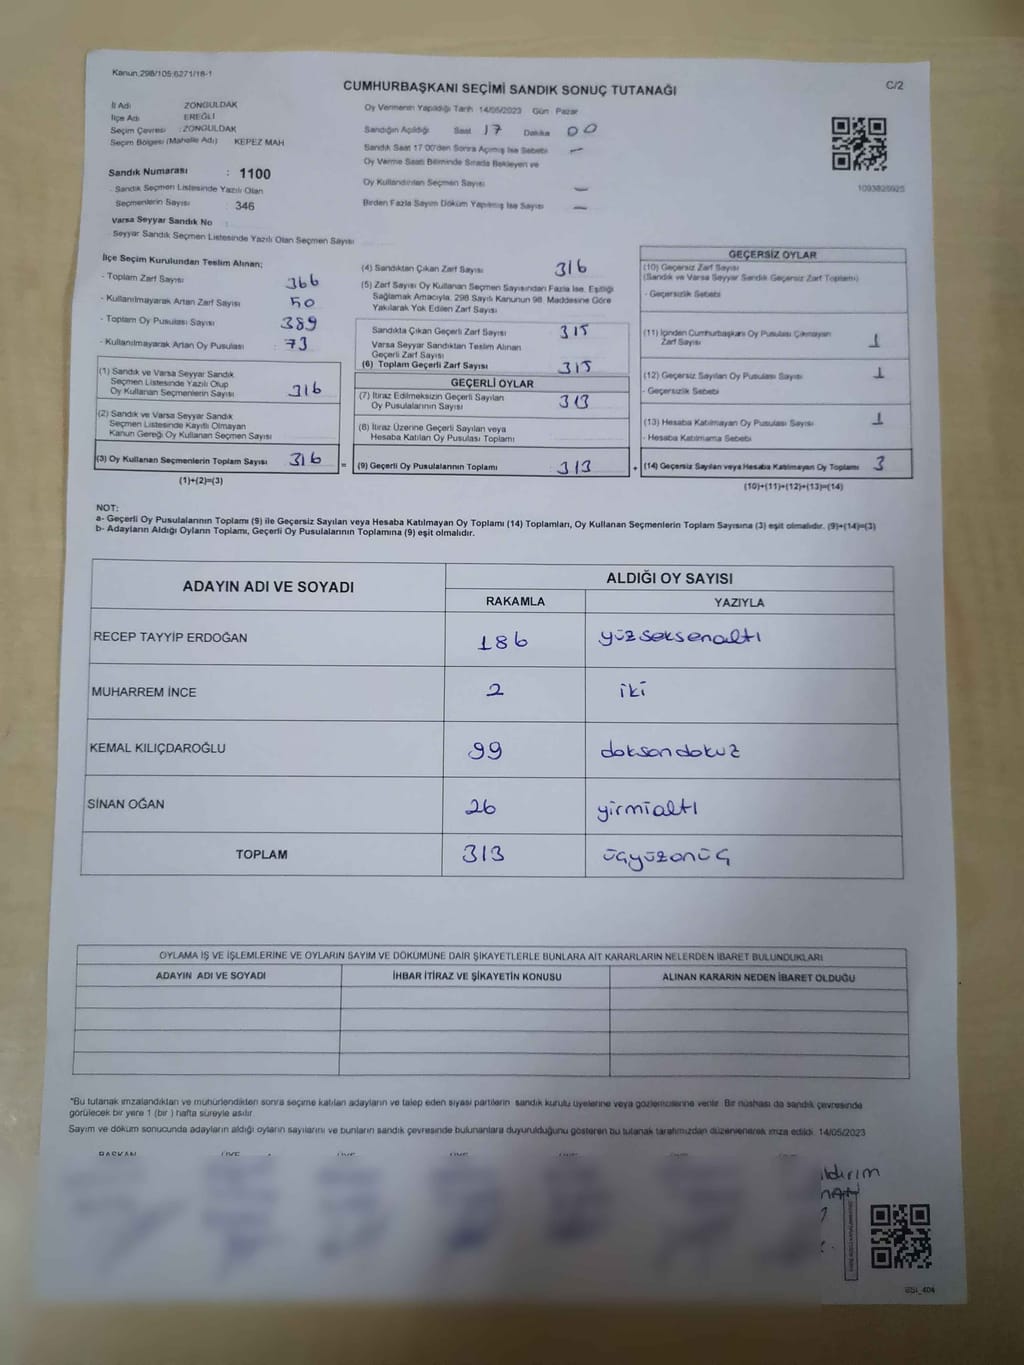 Kanun:298/105:6271/18-1
CUMHURBAŞKANI SEÇİMİ SANDIK SONUÇ TUTANAĞI
C/2
İl Adı ZONGULDAK
İlçe Adı EREĞLİ
Seçim Çevresi : ZONGULDAK
Seçim Bölgesi (Mahalle Adı) KEPEZ MAH
Sandık Numarası : 1100
- Sandık Seçmen Listesinde Yazılı Olan
Seçmenlerin Sayısı 346
Varsa Seyyar Sandık No
- Seyyar Sandık Seçmen Listesinde Yazılı Olan Seçmen Sayısı
Oy Vermenin Yapıldığı Tarih 14/05/2023 Gün Pazar
Sandığın Açıldığı Saat 17 Dakika 00
Sandık Saat 17:00'den Sonra Açılmış İse Sebebi —
Oy Verme Saati Bitiminde Sırada Bekleyen ve
Oy Kullandırılan Seçmen Sayısı —
Birden Fazla Sayım Döküm Yapılmış İse Sayısı —
1093820925
İlçe Seçim Kurulundan Teslim Alınan;
- Toplam Zarf Sayısı 366
- Kullanılmayarak Artan Zarf Sayısı 50
- Toplam Oy Pusulası Sayısı 389
- Kullanılmayarak Artan Oy Pusulası 73
(1) Sandık ve Varsa Seyyar Sandık
Seçmen Listesinde Yazılı Olup
Oy Kullanan Seçmenlerin Sayısı 316
(2) Sandık ve Varsa Seyyar Sandık
Seçmen Listesinde Kayıtlı Olmayan
Kanun Gereği Oy Kullanan Seçmen Sayısı
(3) Oy Kullanan Seçmenlerin Toplam Sayısı 316
(1)+(2)=(3)
(4) Sandıktan Çıkan Zarf Sayısı 316
(5) Zarf Sayısı Oy Kullanan Seçmen Sayısından Fazla İse, Eşitliği
Sağlamak Amacıyla, 298 Sayılı Kanunun 98. Maddesine Göre
Yakılarak Yok Edilen Zarf Sayısı
Sandıkta Çıkan Geçerli Zarf Sayısı 315
Varsa Seyyar Sandıktan Teslim Alınan
Geçerli Zarf Sayısı
(6) Toplam Geçerli Zarf Sayısı 315
GEÇERLİ OYLAR
(7) İtiraz Edilmeksizin Geçerli Sayılan
Oy Pusulalarının Sayısı 313
(8) İtiraz Üzerine Geçerli Sayılan veya
Hesaba Katılan Oy Pusulası Toplamı
= (9) Geçerli Oy Pusulalarının Toplamı 313
GEÇERSİZ OYLAR
(10) Geçersiz Zarf Sayısı
(Sandık ve Varsa Seyyar Sandık Geçersiz Zarf Toplamı)
- Geçersizlik Sebebi
(11) İçinden Cumhurbaşkanı Oy Pusulası Çıkmayan
Zarf Sayısı 1
(12) Geçersiz Sayılan Oy Pusulası Sayısı 1
- Geçersizlik Sebebi
(13) Hesaba Katılmayan Oy Pusulası Sayısı 1
- Hesaba Katılmama Sebebi
+ (14) Geçersiz Sayılan veya Hesaba Katılmayan Oy Toplamı 3
(10)+(11)+(12)+(13)=(14)
NOT:
a- Geçerli Oy Pusulalarının Toplamı (9) ile Geçersiz Sayılan veya Hesaba Katılmayan Oy Toplamı (14) Toplamları, Oy Kullanan Seçmenlerin Toplam Sayısına (3) eşit olmalıdır. (9)+(14)=(3)
b- Adayların Aldığı Oyların Toplamı, Geçerli Oy Pusulalarının Toplamına (9) eşit olmalıdır.
ADAYIN ADI VE SOYADI ALDIĞI OY SAYISI
RAKAMLA YAZIYLA
RECEP TAYYİP ERDOĞAN 186 yüzseksenaltı
MUHARREM İNCE 2 iki
KEMAL KILIÇDAROĞLU 99 doksandokuz
SİNAN OĞAN 26 yirmialtı
TOPLAM 313 üçyüzonüç
OYLAMA İŞ VE İŞLEMLERİNE VE OYLARIN SAYIM VE DÖKÜMÜNE DAİR ŞİKAYETLERLE BUNLARA AİT KARARLARIN NELERDEN İBARET BULUNDUKLARI
ADAYIN ADI VE SOYADI İHBAR İTİRAZ VE ŞİKAYETİN KONUSU ALINAN KARARIN NEDEN İBARET OLDUĞU
"Bu tutanak imzalandıktan ve mühürlendikten sonra seçime katılan adayların ve talep eden siyasi partilerin sandık kurulu üyelerine veya gözlemcilerine verilir. Bir nüshası da sandık çevresinde
görülecek bir yere 1 (bir ) hafta süreyle asılır.
Sayım ve döküm sonucunda adayların aldığı oyların sayılarını ve bunların sandık çevresinde bulunanlara duyurulduğunu gösteren bu tutanak tarafımızdan düzenlenerek imza edildi. 14/05/2023
BAŞKAN ÜYE ÜYE ÜYE ÜYE ÜYE ÜYE
ıldırım